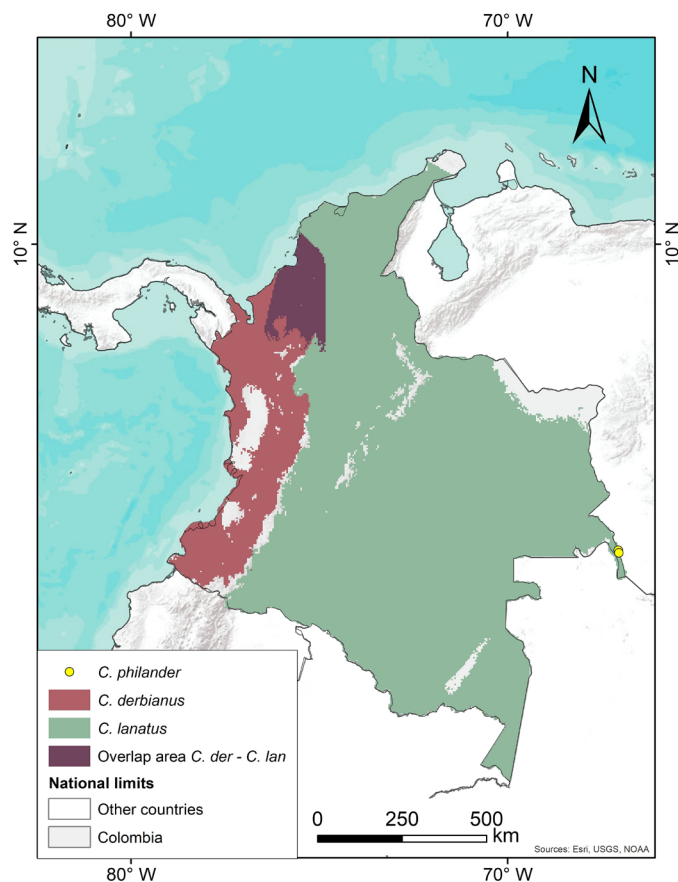 80° W 70° W
N
10° N 10° N
C. philander
C. derbianus
C. lanatus
Overlap area C. der - C. lan
National limits
Other countries
Colombia
0 250 500
km
Sources: Esri, USGS, NOAA
80° W 70° W